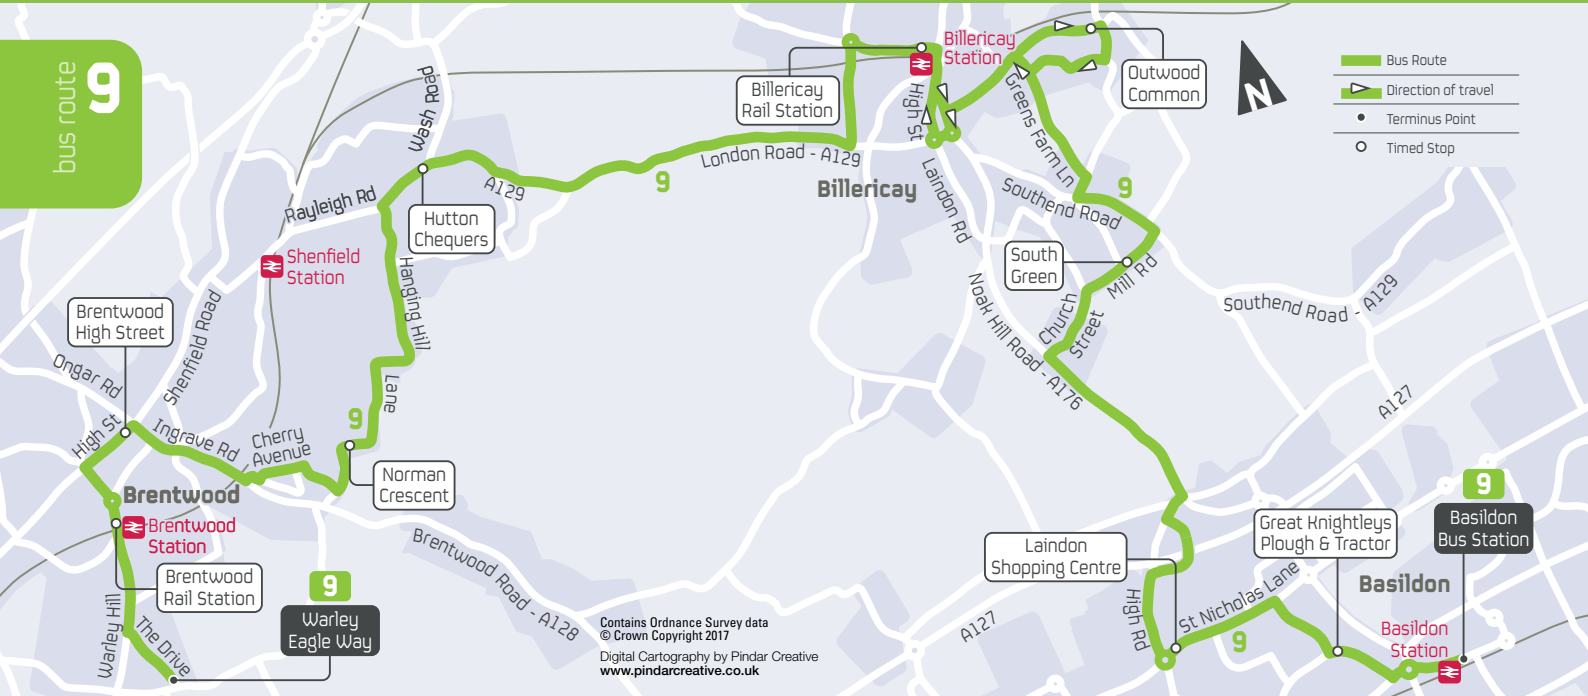 bus route
9
Wash Road
Rayleigh Rd
A129
Hutton
Chequers
Shenfield
Station
Hanging Hill
Lane
9
Brentwood
High Street
Shenfield Road
Ongar Rd
High St
Ingrave Rd
Cherry
Avenue
Norman
Crescent
Brentwood
Brentwood
Station
Brentwood
Rail Station
Warley Hill
The Drive
9
Warley
Eagle Way
Brentwood Road - A128
Contains Ordnance Survey data
© Crown Copyright 2017
Digital Cartography by Pindar Creative
www.pindarcreative.co.uk
9
London Road - A129
Billericay
Rail Station
Billericay
Station
High St
Billericay
Laindon Rd
Greens Farm Ln
Outwood
Common
9
Southend Road
South
Green
Mill Rd
Church
Street
Noak Hill Road - A176
Southend Road - A129
A127
N
Bus Route
Direction of travel
Terminus Point
Timed Stop
Laindon
Shopping Centre
High Rd
A127
St Nicholas Lane
9
Great Knightleys
Plough & Tractor
9
Basildon
Bus Station
Basildon
Basildon
Station